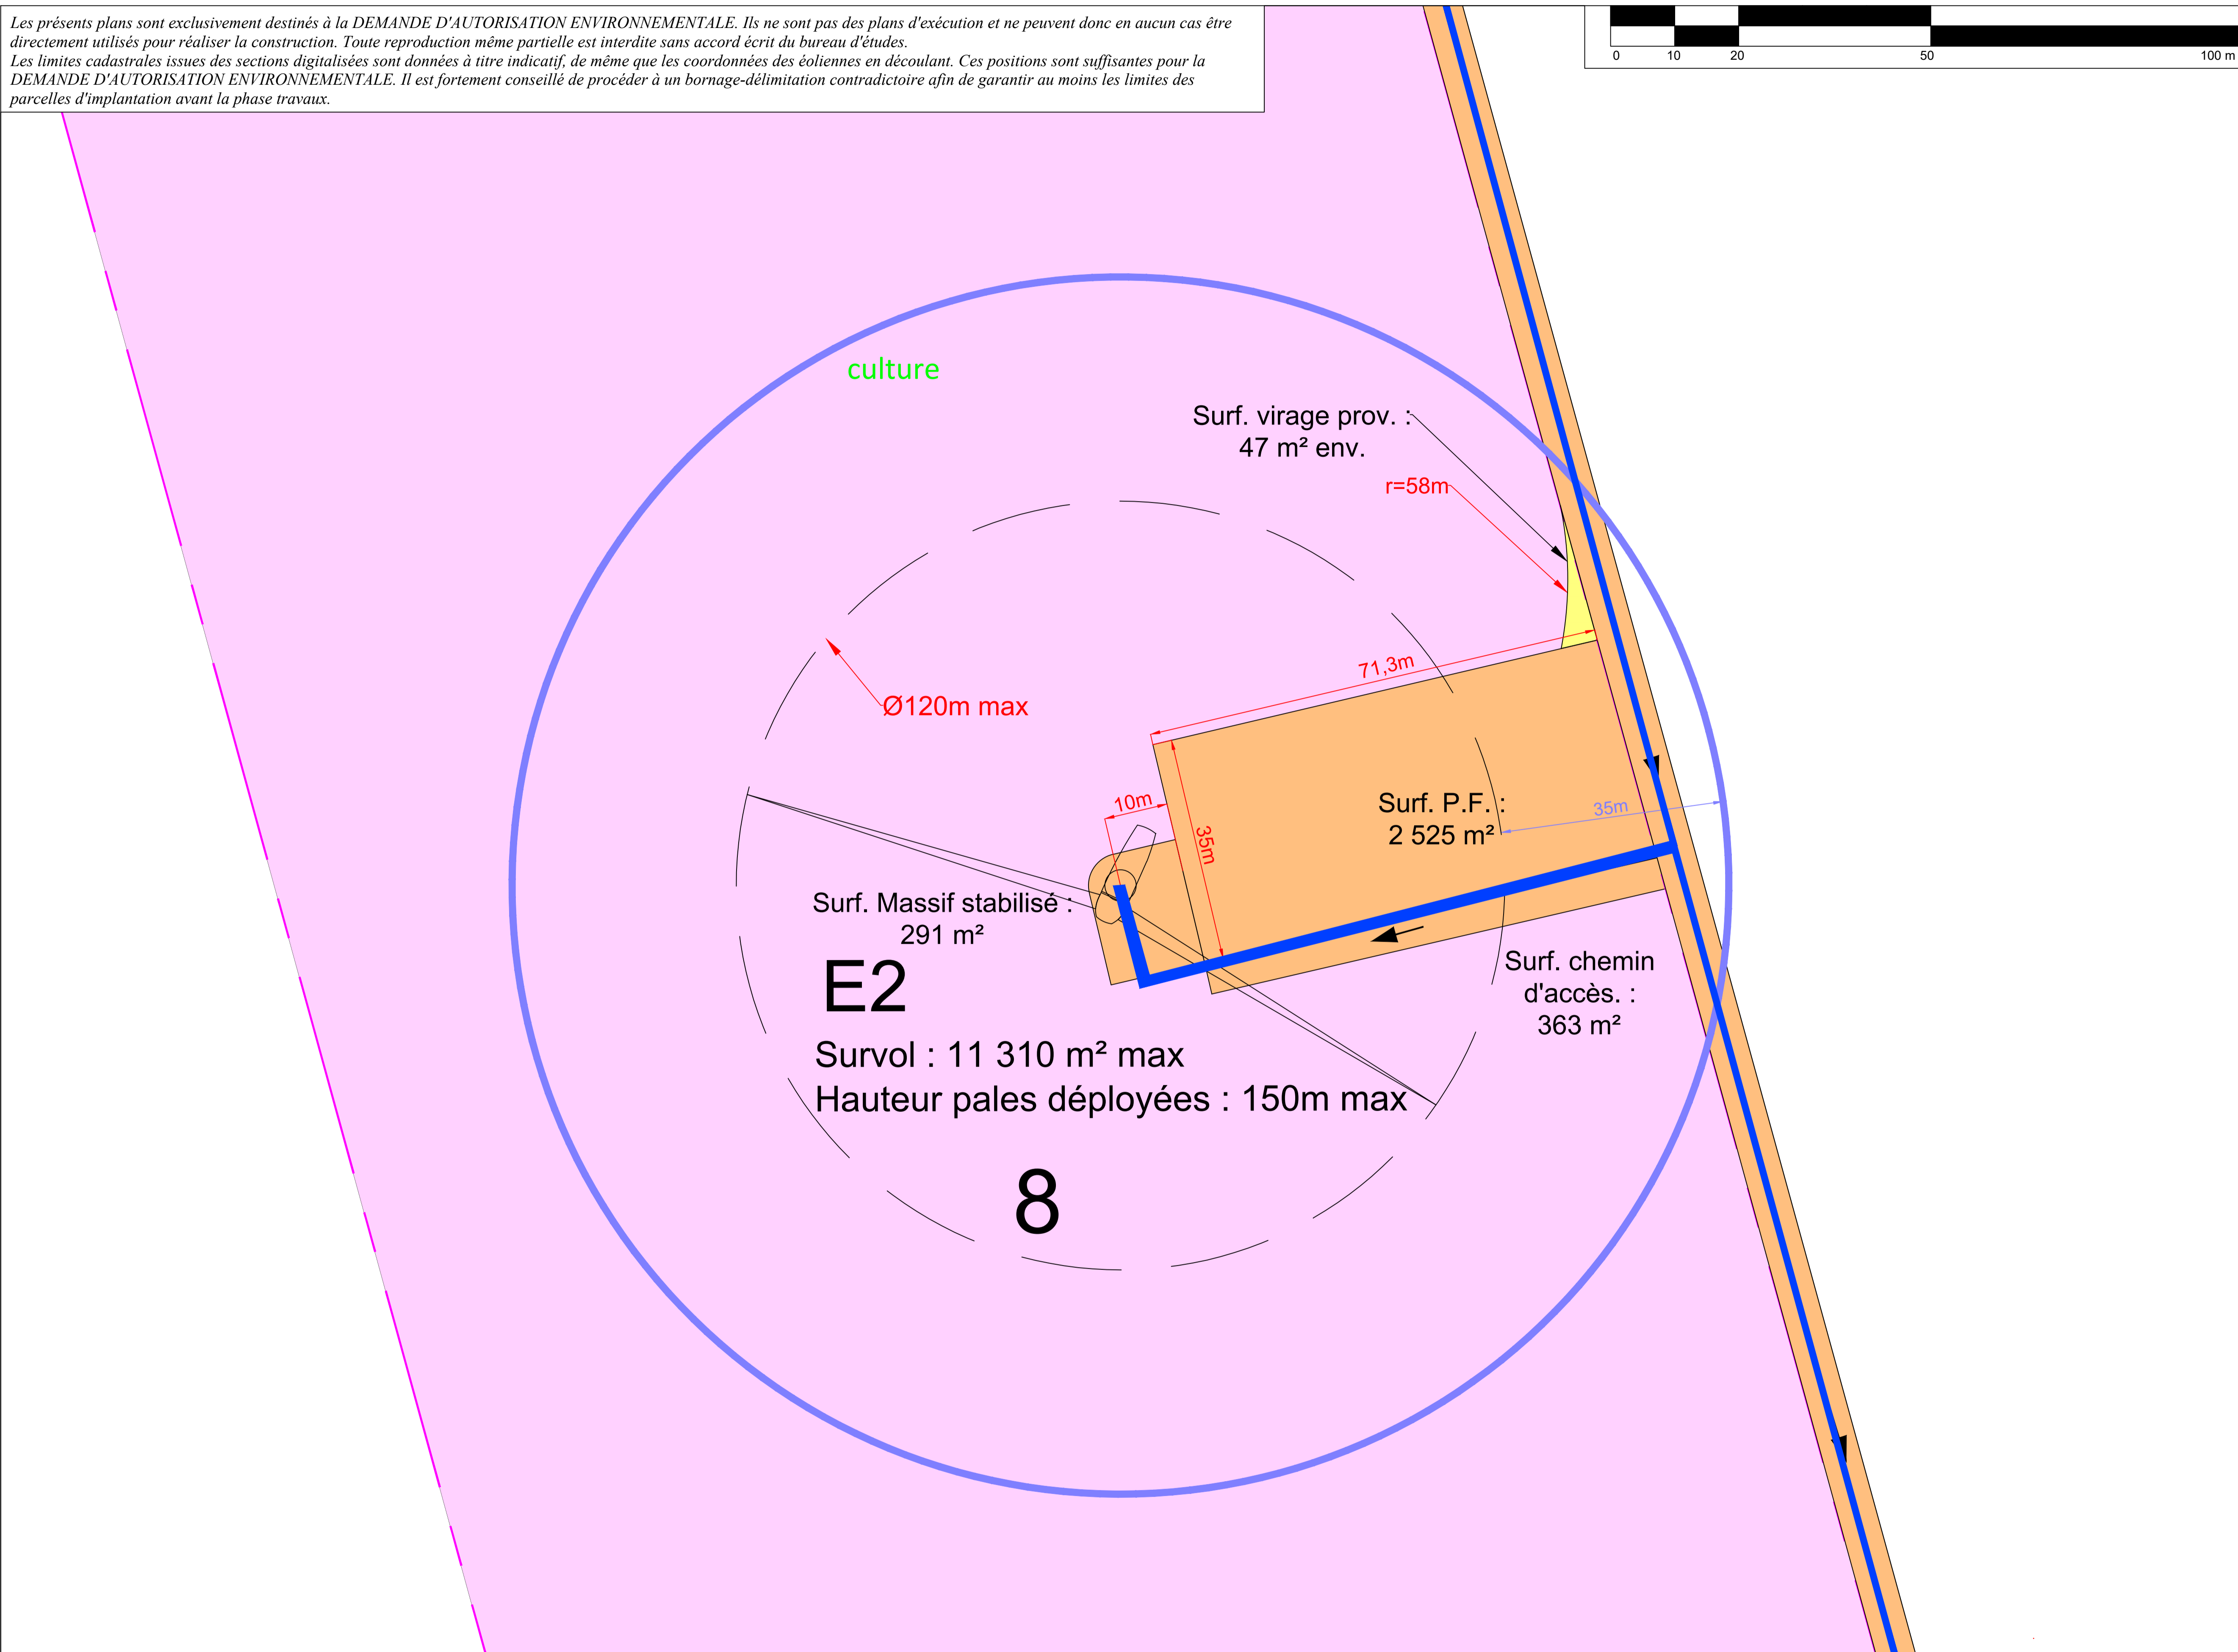 Les présents plans sont exclusivement destinés à la DEMANDE D'AUTORISATION ENVIRONNEMENTALE. Ils ne sont pas des plans d'exécution et ne peuvent donc en aucun cas être
directement utilisés pour réaliser la construction. Toute reproduction même partielle est interdite sans accord écrit du bureau d'études.
Les limites cadastrales issues des sections digitalisées sont données à titre indicatif, de même que les coordonnées des éoliennes en découlant. Ces positions sont suffisantes pour la
DEMANDE D'AUTORISATION ENVIRONNEMENTALE. Il est fortement conseillé de procéder à un bornage-délimitation contradictoire afin de garantir au moins les limites des
parcelles d'implantation avant la phase travaux.
0 10 20 50 100 m
culture
Surf. virage prov. :
47 m² env.
r=58m
71,3m
Ø120m max
10m
35m
Surf. P.F. :
2 525 m²
35m
Surf. Massif stabilisé :
291 m²
E2
Surf. chemin
d'accès. :
363 m²
Survol : 11 310 m² max
Hauteur pales déployées : 150m max
8